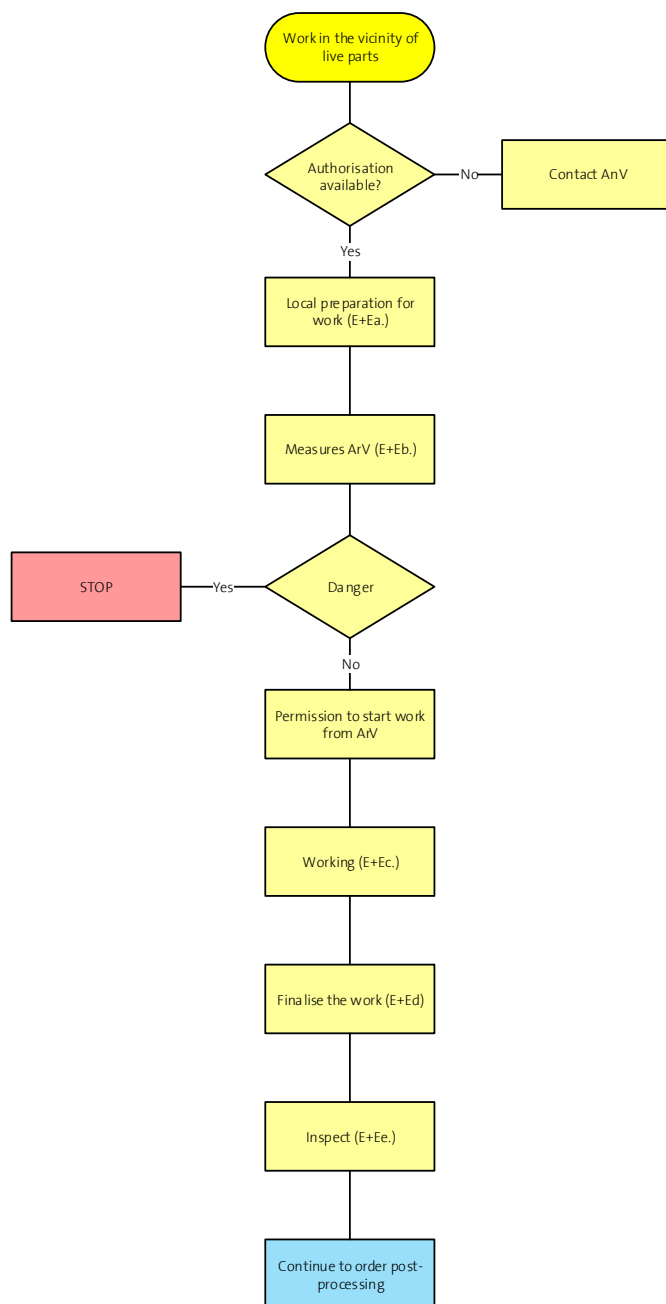 Work in the vicinity of
live parts
Authorisation
available?
No
Contact AnV
Yes
Local preparation for
work (E+Ea.)
Measures ArV (E+Eb.)
STOP
Yes
Danger
No
Permission to start work
from ArV
Working (E+Ec.)
Finalise the work (E+Ed)
Inspect (E+Ee.)
Continue to order post-
processing